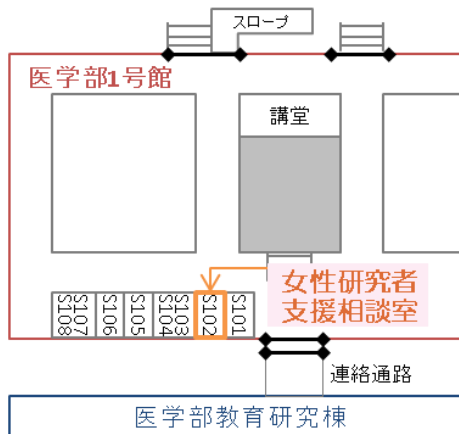 スロープ
医学部1号館
講堂
女性研究者
支援相談室
S108
S107
S106
S105
S104
S103
S102
S101
連絡通路
医学部教育研究棟